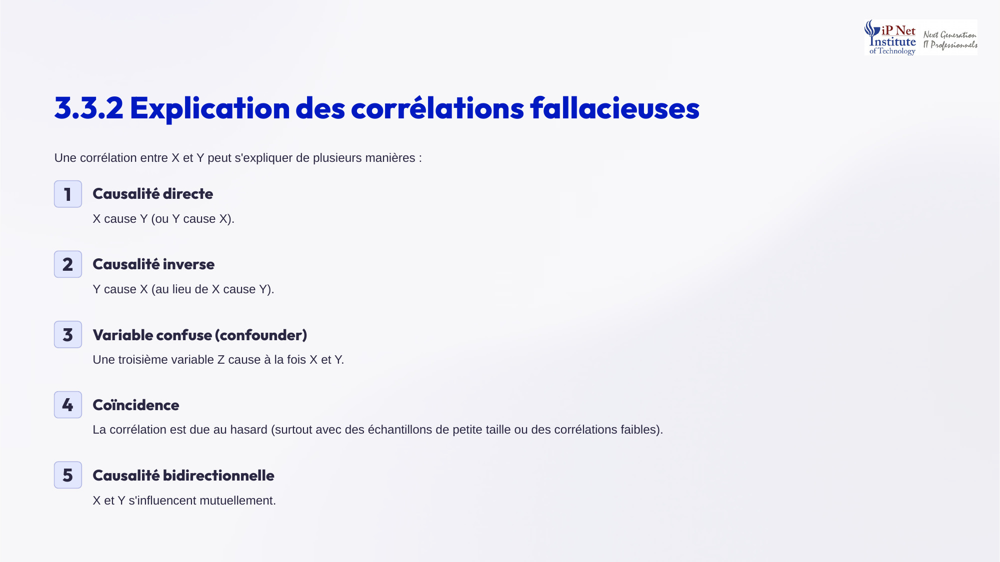 iP Net
Institute
of Technology
Next Generation
IT Professionnels
3.3.2 Explication des corrélations fallacieuses
Une corrélation entre X et Y peut s'expliquer de plusieurs manières :
1 Causalité directe
X cause Y (ou Y cause X).
2 Causalité inverse
Y cause X (au lieu de X cause Y).
3 Variable confuse (confounder)
Une troisième variable Z cause à la fois X et Y.
4 Coïncidence
La corrélation est due au hasard (surtout avec des échantillons de petite taille ou des corrélations faibles).
5 Causalité bidirectionnelle
X et Y s'influencent mutuellement.